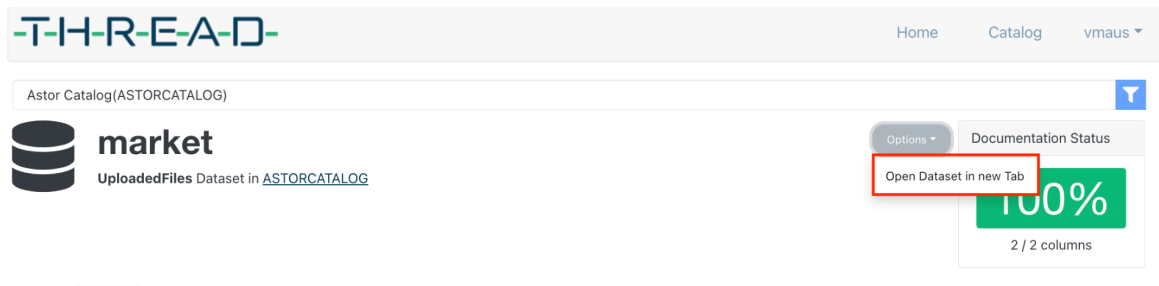 -T-H-R-E-A-D-
Home Catalog vmaus
Astor Catalog(ASTORCATALOG)
market
UploadedFiles Dataset in ASTORCATALOG
Options
Open Dataset in new Tab
Documentation Status
100%
2 / 2 columns